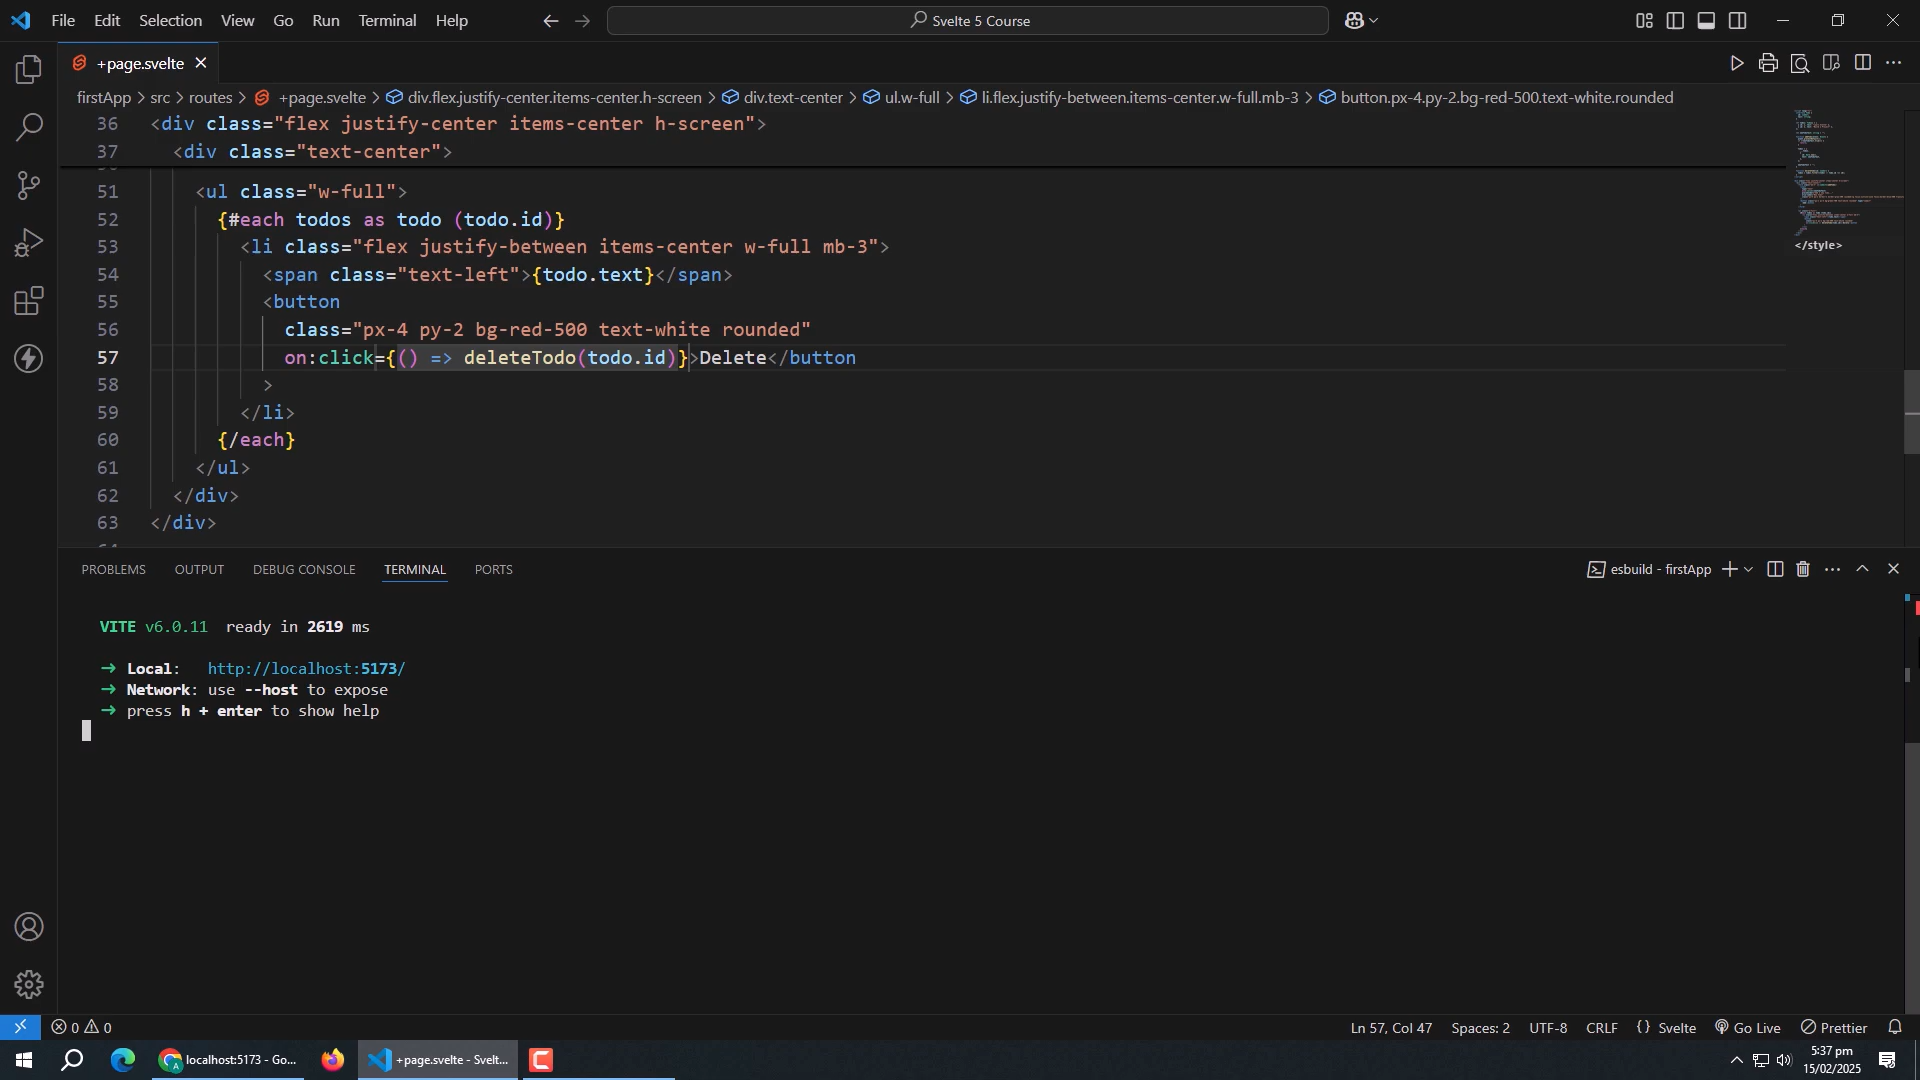 File Edit Selection View Go Run Terminal Help
Svelte 5 Course
+page.svelte
firstApp > src > routes > +page.svelte > div.flex.justify-center.items-center.h-screen > div.text-center > ul.w-full > li.flex.justify-between.items-center.w-full.mb-3 > button.px-4.py-2.bg-red-500.text-white.rounded
36 <div class="flex justify-center items-center h-screen">
37 <div class="text-center">
51 <ul class="w-full">
52 {#each todos as todo (todo.id)}
53 <li class="flex justify-between items-center w-full mb-3">
54 <span class="text-left">{todo.text}</span>
55 <button
56 class="px-4 py-2 bg-red-500 text-white rounded"
57 on:click={() => deleteTodo(todo.id)}>Delete</button
58 >
59 </li>
60 {/each}
61 </ul>
62 </div>
63 </div>
</style>
PROBLEMS OUTPUT DEBUG CONSOLE TERMINAL PORTS
esbuild - firstApp
VITE v6.0.11 ready in 2619 ms
➜ Local: http://localhost:5173/
➜ Network: use --host to expose
➜ press h + enter to show help
0 0
Ln 57, Col 47 Spaces: 2 UTF-8 CRLF {} Svelte Go Live Prettier
localhost:5173 - Go...
+page.svelte - Svelt...
5:37 pm
15/02/2025